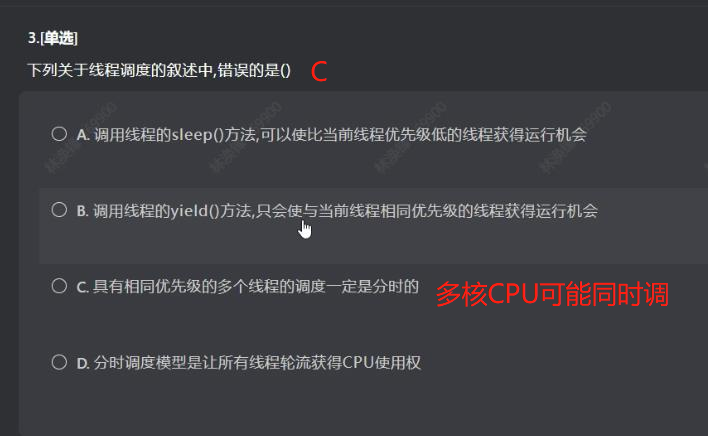 3.[单选]
下列关于线程调度的叙述中,错误的是() C
A. 调用线程的sleep()方法,可以使比当前线程优先级低的线程获得运行机会
B. 调用线程的yield()方法,只会使与当前线程相同优先级的线程获得运行机会
C. 具有相同优先级的多个线程的调度一定是分时的 多核CPU可能同时调
D. 分时调度模型是让所有线程轮流获得CPU使用权